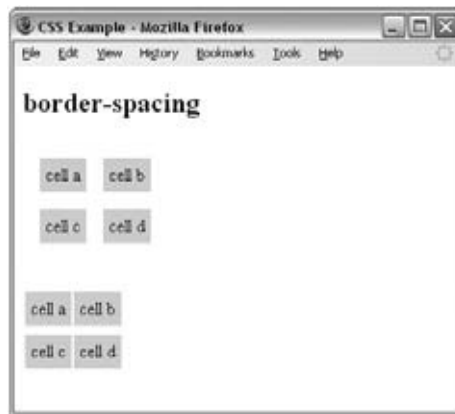 CSS Example - Mozilla Firefox
File Edit View History Bookmarks Tools Help
border-spacing
cell a cell b
cell c cell d
cell a cell b
cell c cell d